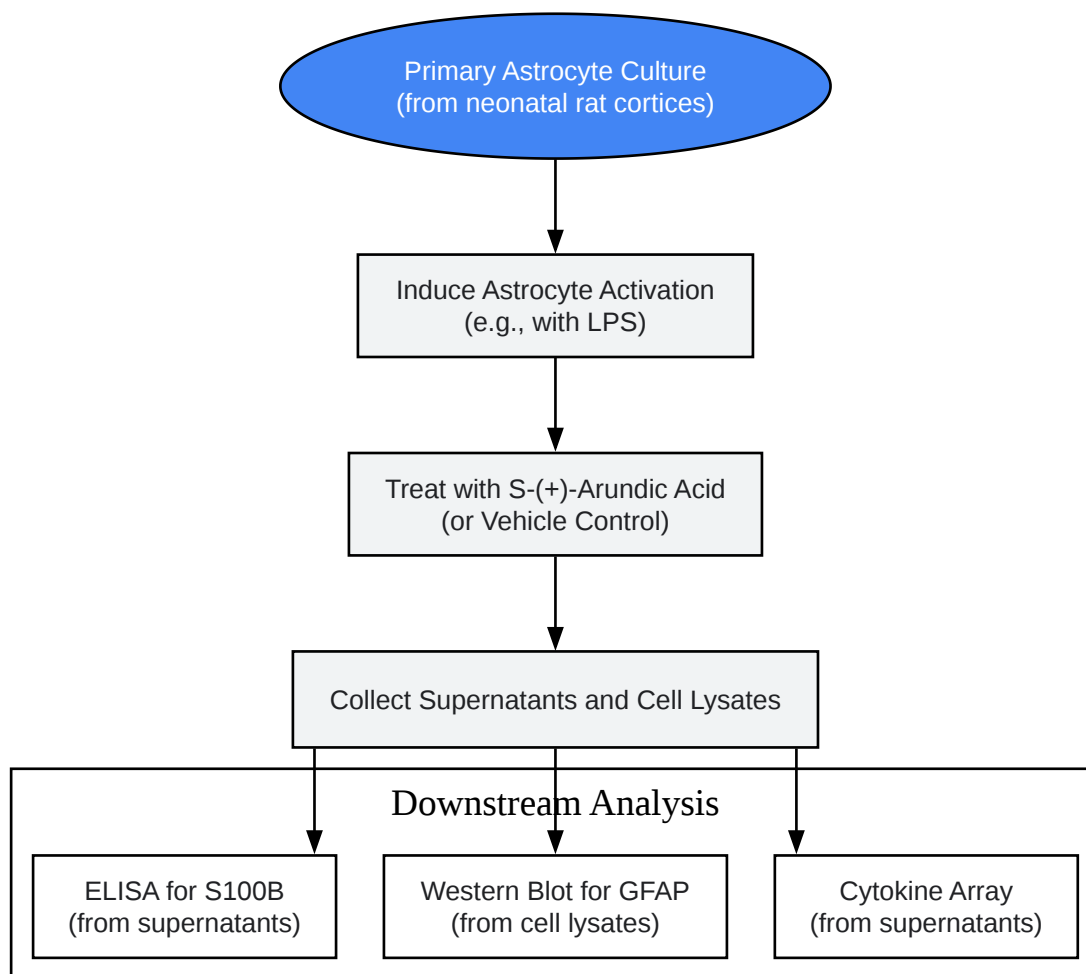 Primary Astrocyte Culture
(from neonatal rat cortices)
Induce Astrocyte Activation
(e.g., with LPS)
Treat with S-(+)-Arundic Acid
(or Vehicle Control)
Collect Supernatants and Cell Lysates
Downstream Analysis
ELISA for S100B
(from supernatants)
Western Blot for GFAP
(from cell lysates)
Cytokine Array
(from supernatants)